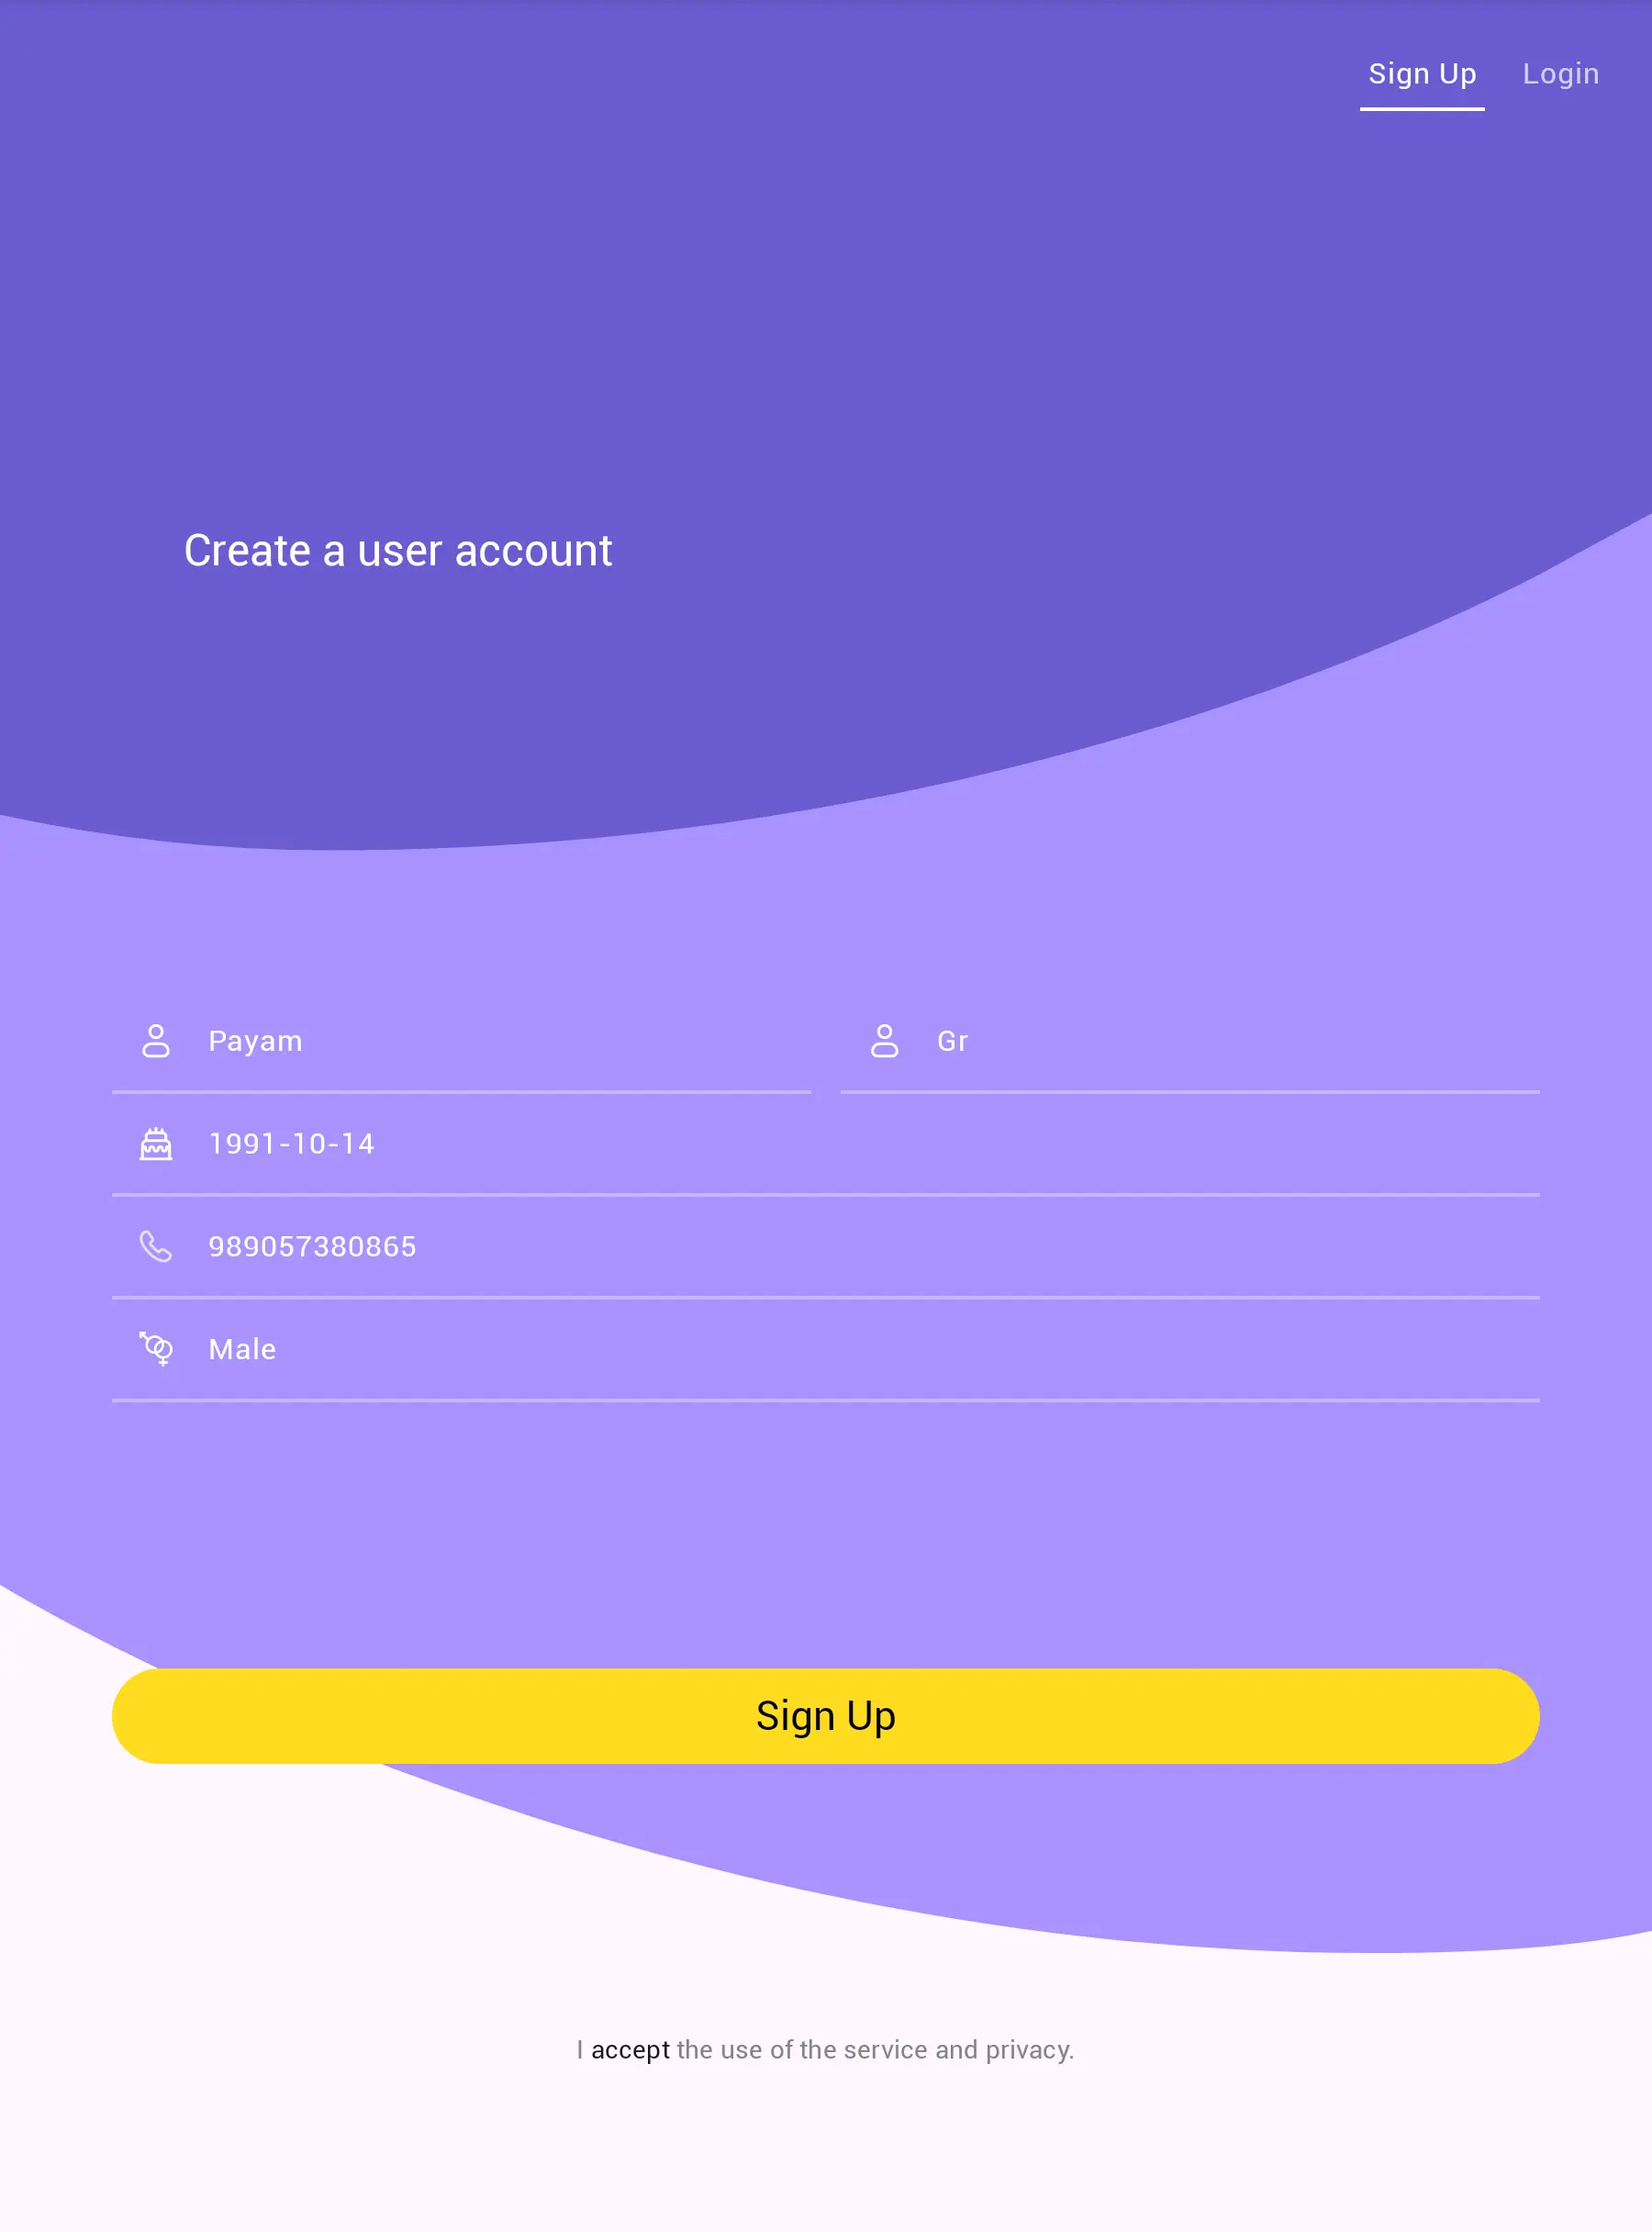 Sign Up Login
Create a user account
Payam Gr
1991-10-14
989057380865
Male
Sign Up
I accept the use of the service and privacy.